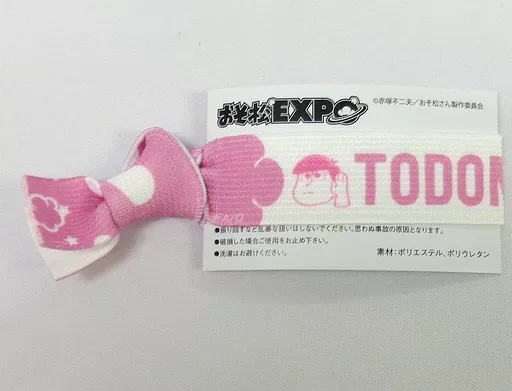 おそ松EXPO
©赤塚不二夫／おそ松さん製作委員会
TODOM
●振り回すなど乱暴な扱いはしないでください。思わぬ事故の原因となります。
●破損した場合ご使用をお止め下さい。
●洗濯はお避けください。
素材：ポリエステル、ポリウレタン